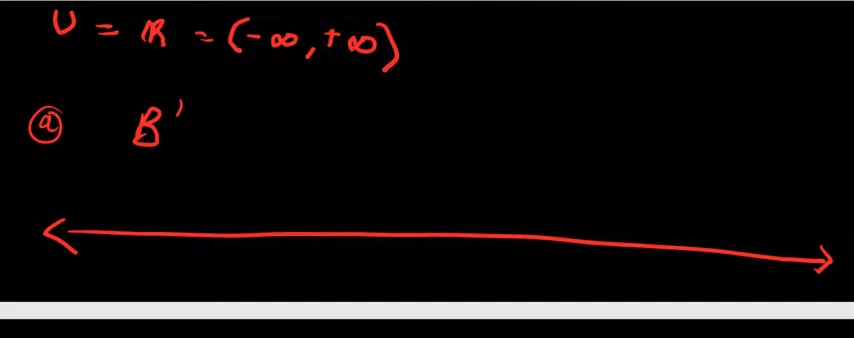 U = ℝ = (-∞, +∞)
ⓐ B'